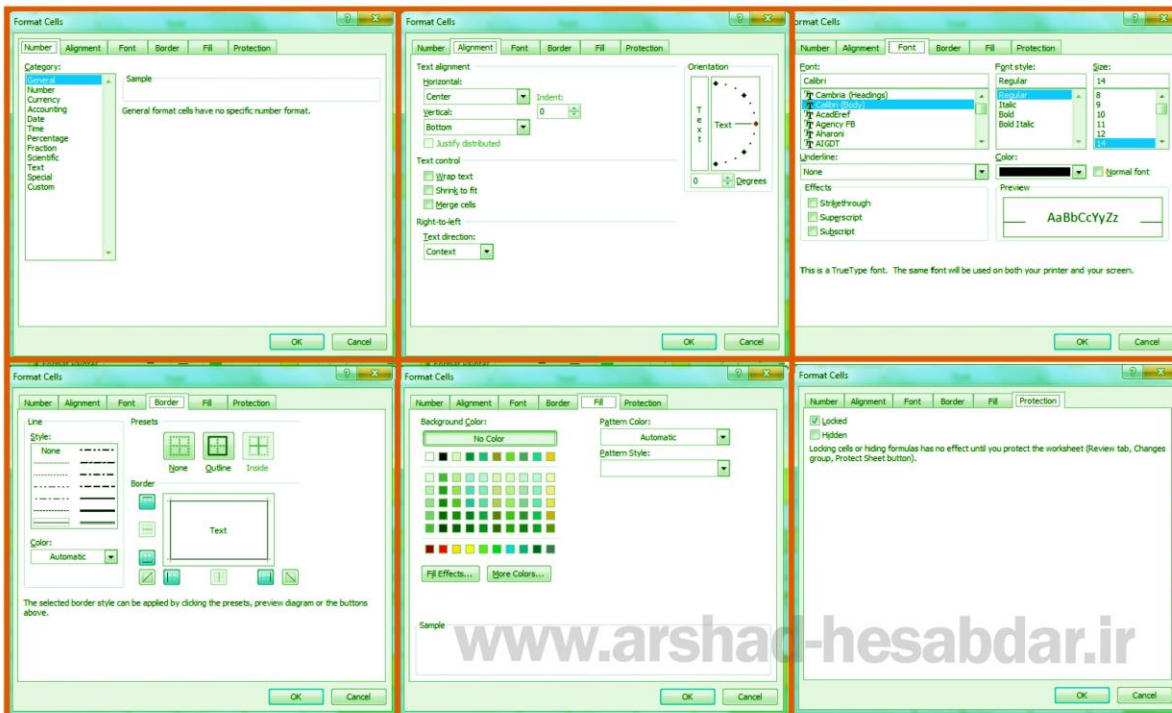 Format Cells
Number Alignment Font Border Fill Protection
Category:
General
Number
Currency
Accounting
Date
Time
Percentage
Fraction
Scientific
Text
Special
Custom
Sample
General format cells have no specific number format.
OK Cancel
Format Cells
Number Alignment Font Border Fill Protection
Text alignment
Horizontal:
Center
Indent:
0
Vertical:
Bottom
Justify distributed
Text control
Wrap text
Shrink to fit
Merge cells
Right-to-left
Text direction:
Context
Orientation
Text
Text
0 Degrees
OK Cancel
ormat Cells
Number Alignment Font Border Fill Protection
Font:
Calibri
Cambria (Headings)
Calibri (Body)
AcadEref
Agency FB
Aharoni
AIGDT
Font style:
Regular
Regular
Italic
Bold
Bold Italic
Size:
14
8
9
10
11
12
14
Underline:
None
Color:
Normal font
Effects
Strikethrough
Superscript
Subscript
Preview
AaBbCcYyZz
This is a TrueType font. The same font will be used on both your printer and your screen.
OK Cancel
Format Cells
Number Alignment Font Border Fill Protection
Line
Style:
None
Color:
Automatic
Presets
None Outline Inside
Border
Text
The selected border style can be applied by clicking the presets, preview diagram or the buttons
above.
OK Cancel
Format Cells
Number Alignment Font Border Fill Protection
Background Color:
No Color
Fill Effects... More Colors...
Pattern Color:
Automatic
Pattern Style:
Sample
OK Cancel
Format Cells
Number Alignment Font Border Fill Protection
Locked
Hidden
Locking cells or hiding formulas has no effect until you protect the worksheet (Review tab, Changes
group, Protect Sheet button).
OK Cancel
www.arshad-hesabdar.ir